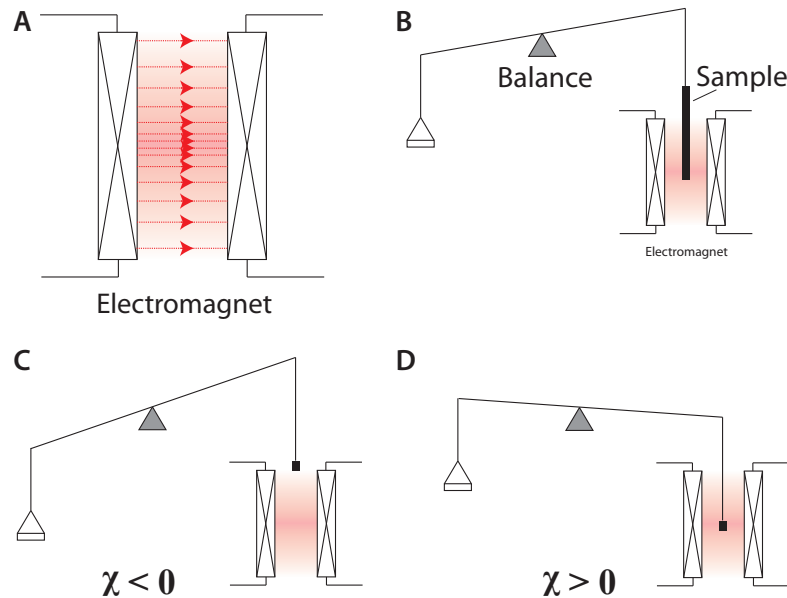 A
Electromagnet
B
Balance
Sample
Electromagnet
C
χ < 0
D
χ > 0